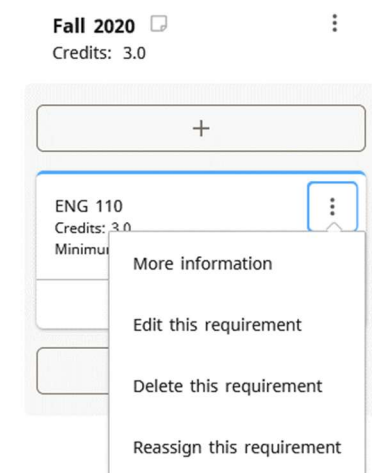 Fall 2020
Credits: 3.0
+
ENG 110
Credits: 3.0
More information
Edit this requirement
Delete this requirement
Reassign this requirement